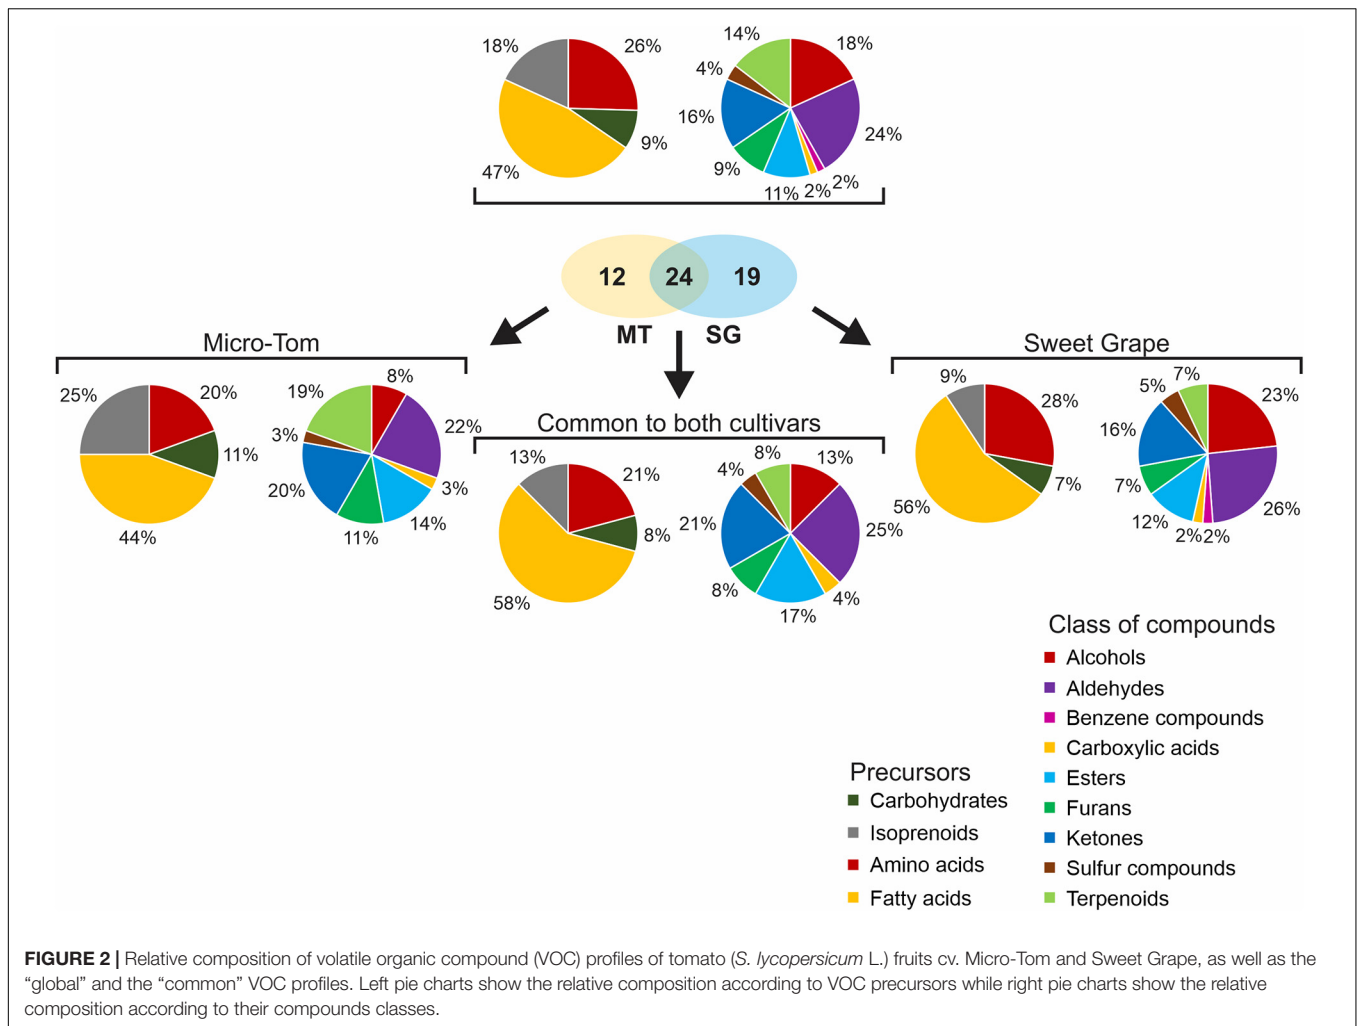 18%
26%
9%
47%
14%
18%
4%
24%
16%
9%
11%
2%
2%
12
24
19
MT
SG
Micro-Tom
25%
20%
11%
44%
19%
8%
22%
3%
3%
20%
14%
11%
Common to both cultivars
13%
21%
8%
58%
8%
13%
4%
25%
21%
8%
4%
17%
Sweet Grape
9%
28%
7%
56%
7%
23%
5%
16%
26%
7%
12%
2%
2%
Precursors
Carbohydrates
Isoprenoids
Amino acids
Fatty acids
Class of compounds
Alcohols
Aldehydes
Benzene compounds
Carboxylic acids
Esters
Furans
Ketones
Sulfur compounds
Terpenoids
FIGURE 2 | Relative composition of volatile organic compound (VOC) profiles of tomato (S. lycopersicum L.) fruits cv. Micro-Tom and Sweet Grape, as well as the
“global” and the “common” VOC profiles. Left pie charts show the relative composition according to VOC precursors while right pie charts show the relative
composition according to their compounds classes.